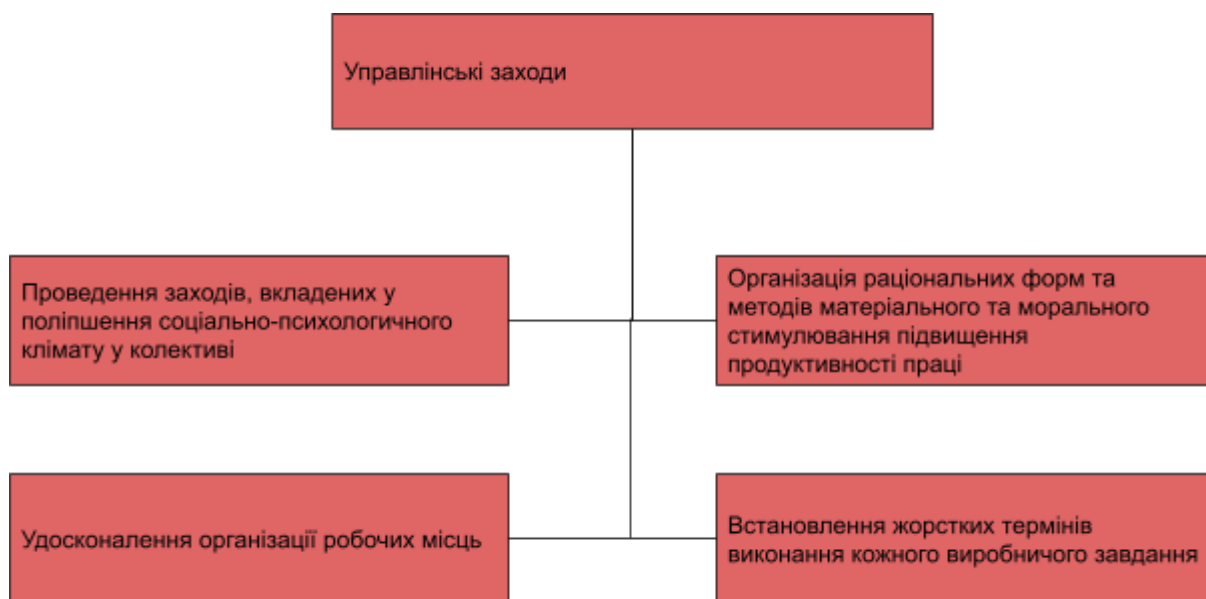 Управлінські заходи
Проведення заходів, вкладених у
поліпшення соціально-психологичного
клімату у колективі
Організація раціональних форм та
методів матеріального та морального
стимулювання підвищення
продуктивності праці
Удосконалення організації робочих місць
Встановлення жорстких термінів
виконання кожного виробничого завдання